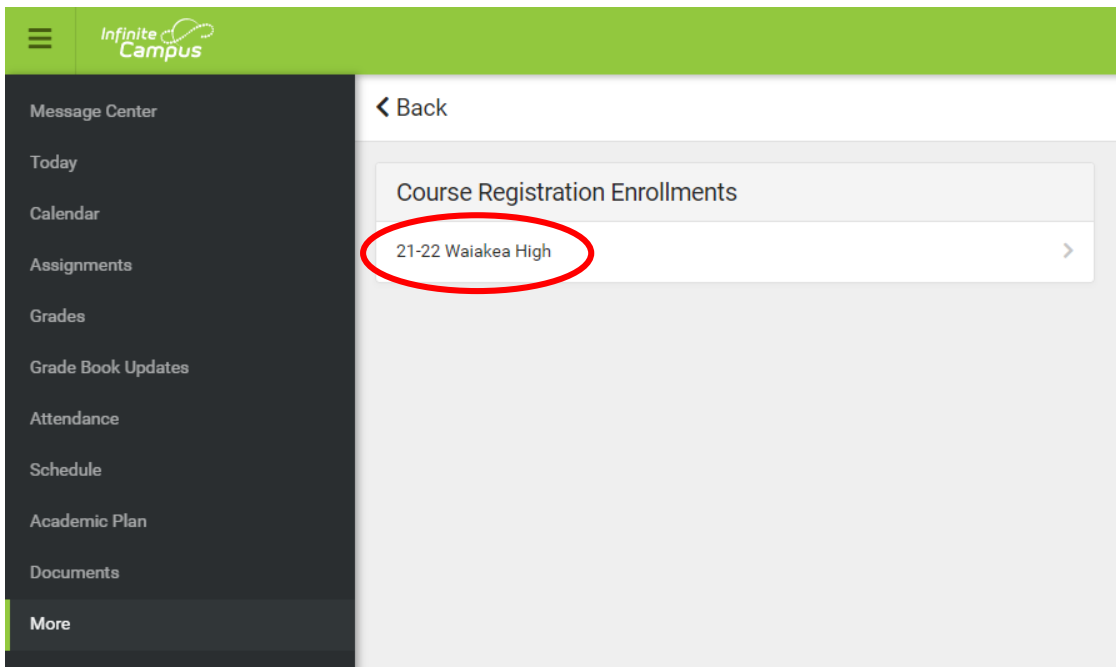 Infinite
Campus
Message Center
Today
Calendar
Assignments
Grades
Grade Book Updates
Attendance
Schedule
Academic Plan
Documents
More
Back
Course Registration Enrollments
21-22 Waiakea High